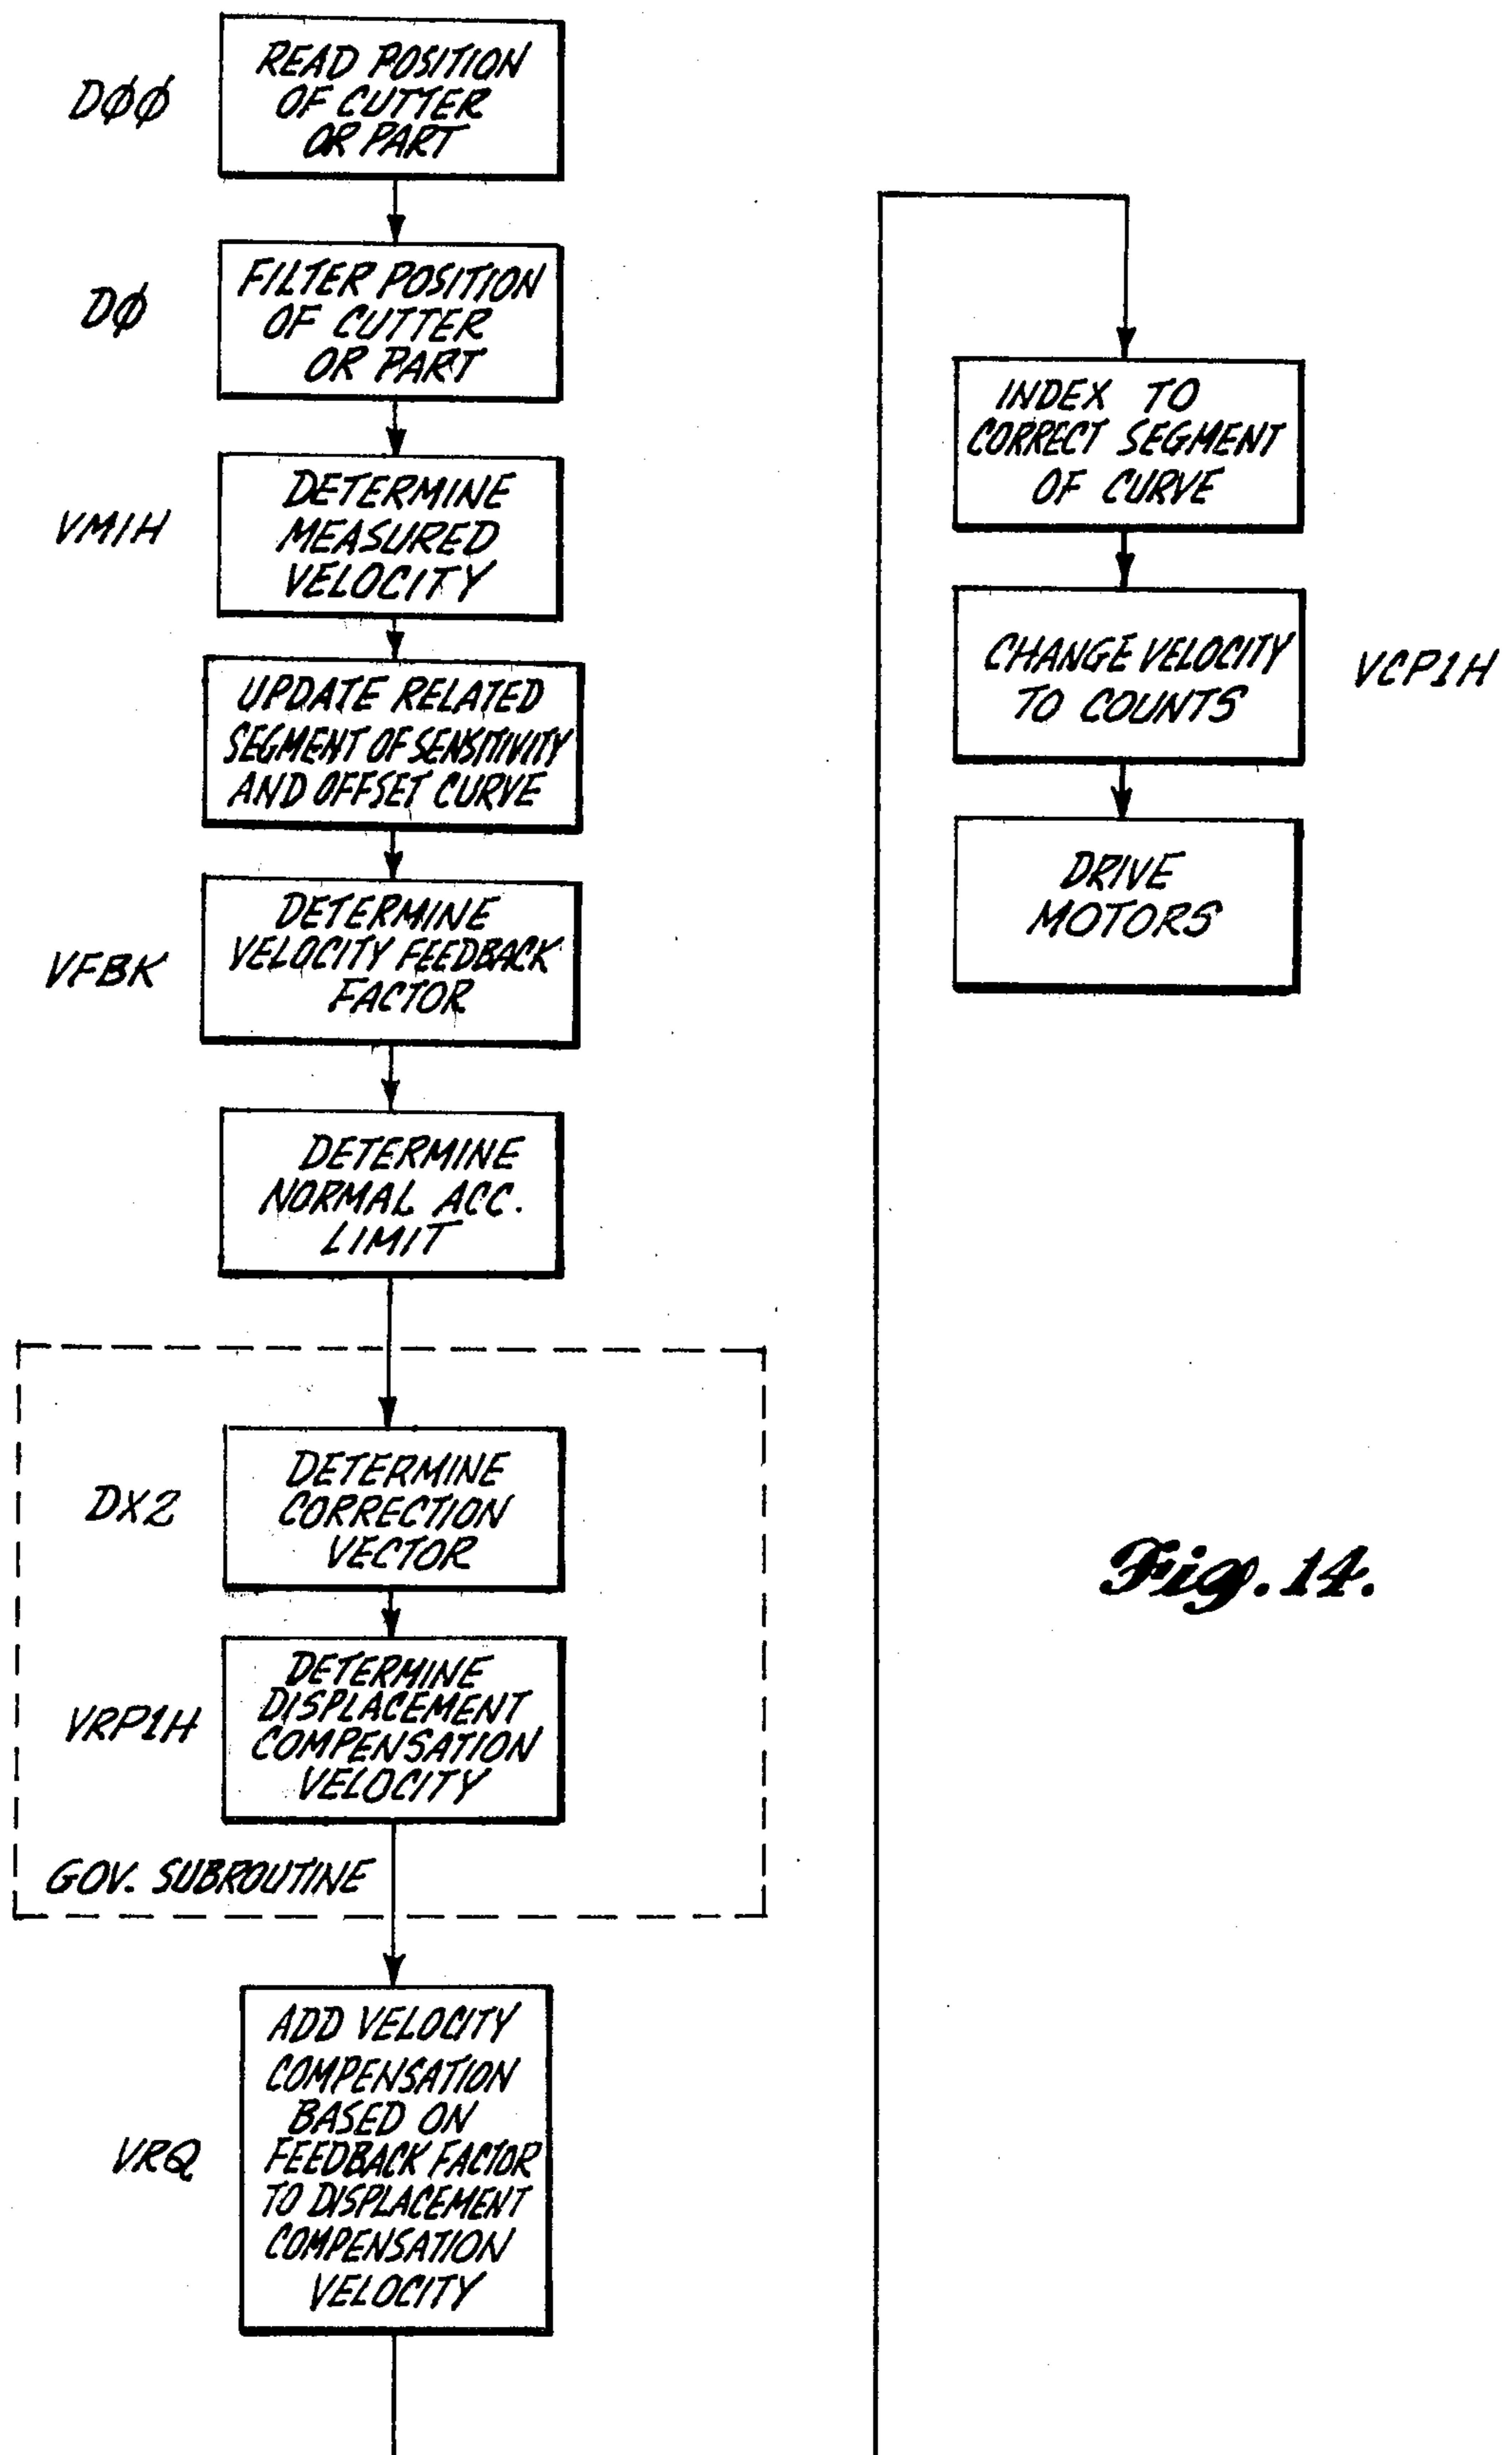 DØØ
READ POSITION
OF CUTTER
OR PART
DØ
FILTER POSITION
OF CUTTER
OR PART
VM1H
DETERMINE
MEASURED
VELOCITY
UPDATE RELATED
SEGMENT OF SENSITIVITY
AND OFFSET CURVE
VFBK
DETERMINE
VELOCITY FEEDBACK
FACTOR
DETERMINE
NORMAL ACC.
LIMIT
DX2
DETERMINE
CORRECTION
VECTOR
VRP1H
DETERMINE
DISPLACEMENT
COMPENSATION
VELOCITY
GOV. SUBROUTINE
VRQ
ADD VELOCITY
COMPENSATION
BASED ON
FEEDBACK FACTOR
TO DISPLACEMENT
COMPENSATION
VELOCITY
INDEX TO
CORRECT SEGMENT
OF CURVE
CHANGE VELOCITY
TO COUNTS
VCP1H
DRIVE
MOTORS
Fig. 14.